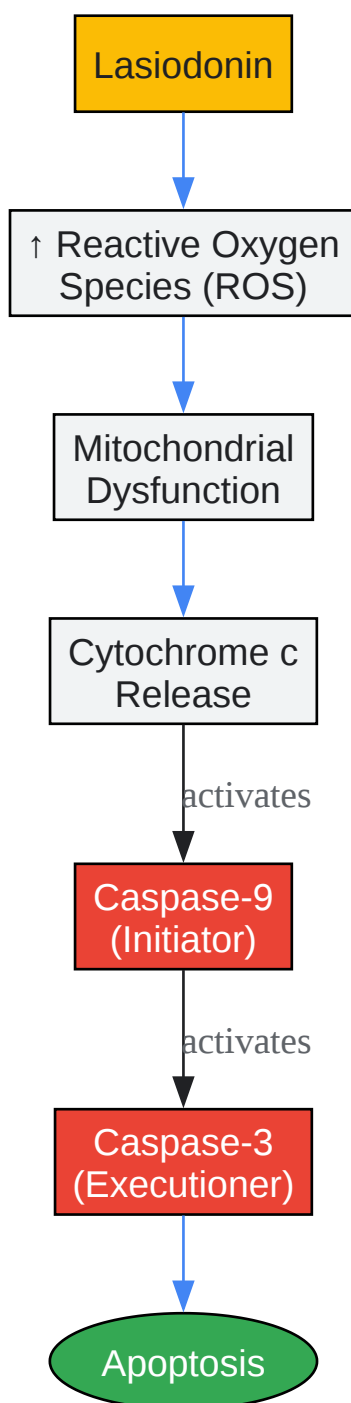 Lasiodonin
↑ Reactive Oxygen
Species (ROS)
Mitochondrial
Dysfunction
Cytochrome c
Release
activates
Caspase-9
(Initiator)
activates
Caspase-3
(Executioner)
Apoptosis